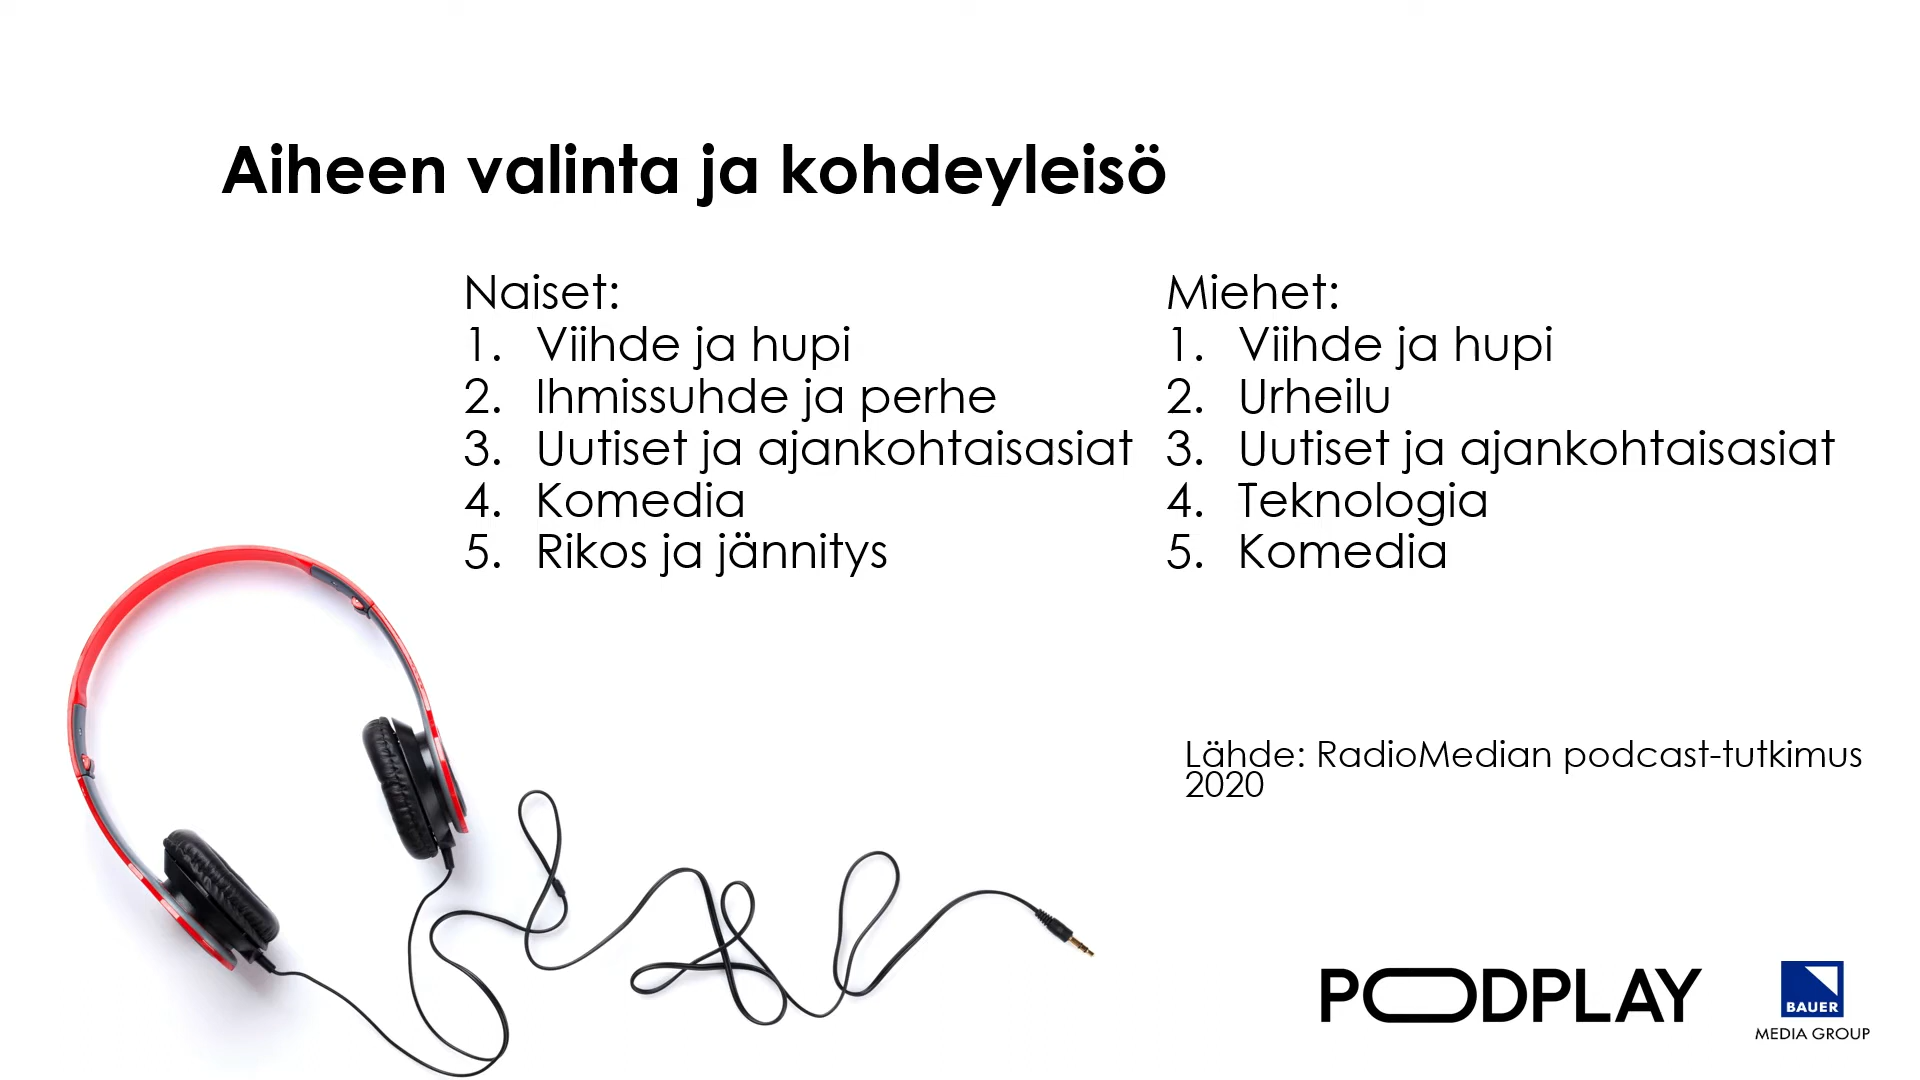 Aiheen valinta ja kohdeyleisö
Naiset:
1. Viihde ja hupi
2. Ihmissuhde ja perhe
3. Uutiset ja ajankohtaisasiat
4. Komedia
5. Rikos ja jännitys
Miehet:
1. Viihde ja hupi
2. Urheilu
3. Uutiset ja ajankohtaisasiat
4. Teknologia
5. Komedia
Lähde: RadioMedian podcast-tutkimus
2020
PODPLAY
BAUER
MEDIA GROUP